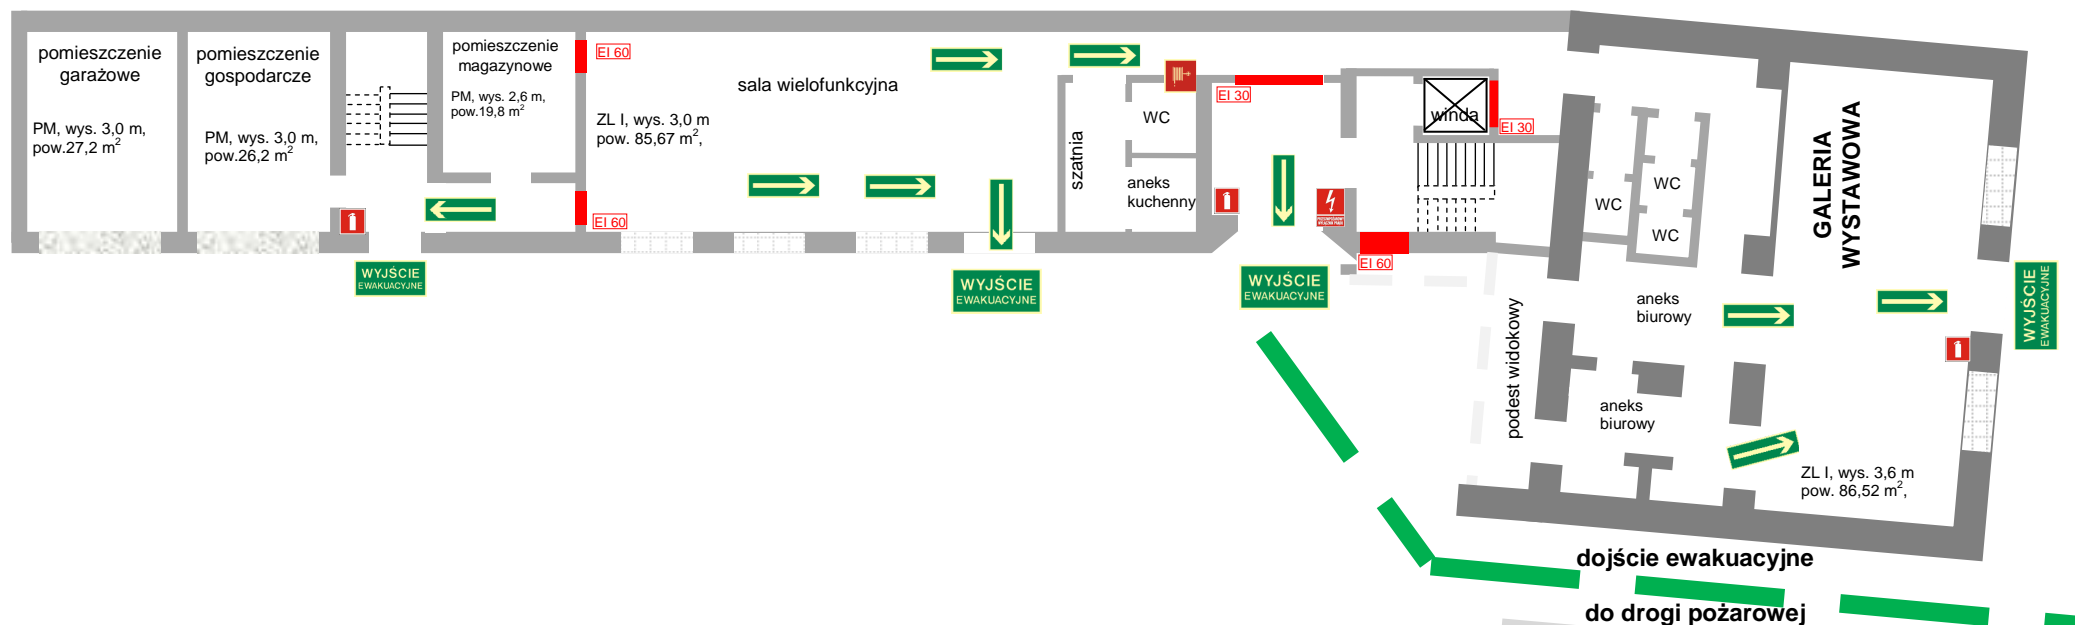 pomieszczenie
garażowe
PM, wys. 3,0 m,
pow.27,2 m²
pomieszczenie
gospodarcze
PM, wys. 3,0 m,
pow.26,2 m²
pomieszczenie
magazynowe
PM, wys. 2,6 m,
pow.19,8 m²
EI 60
EI 60
sala wielofunkcyjna
ZL I, wys. 3,0 m
pow. 85,67 m²,
szatnia
WC
aneks
kuchenny
EI 30
winda
EI 30
EI 60
WYJŚCIE
EWAKUACYJNE
WYJŚCIE
EWAKUACYJNE
WYJŚCIE
EWAKUACYJNE
podest widokowy
WC
WC
WC
GALERIA
WYSTAWOWA
aneks
biurowy
aneks
biurowy
WYJŚCIE
EWAKUACYJNE
ZL I, wys. 3,6 m
pow. 86,52 m²,
dojście ewakuacyjne
do drogi pożarowej